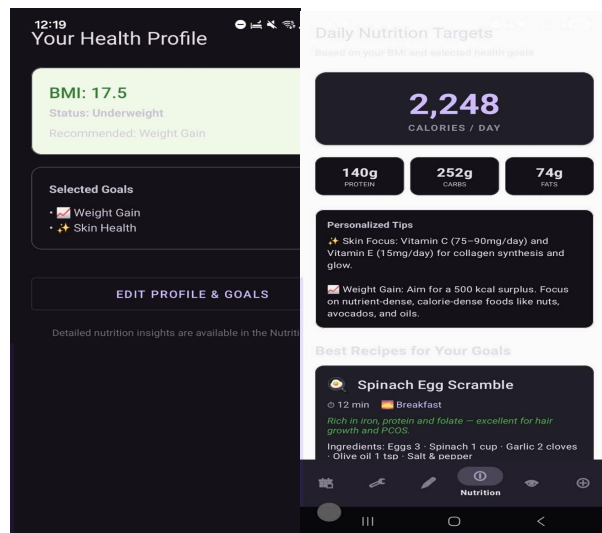 12:19
Your Health Profile
BMI: 17.5
Status: Underweight
Recommended: Weight Gain
Selected Goals
• 📈 Weight Gain
• ✨ Skin Health
EDIT PROFILE & GOALS
Detailed nutrition insights are available in the Nutriti
Daily Nutrition Targets
Based on your BMI and selected health goals
2,248
CALORIES / DAY
140g
PROTEIN
252g
CARBS
74g
FATS
Personalized Tips
✨ Skin Focus: Vitamin C (75–90mg/day) and
Vitamin E (15mg/day) for collagen synthesis and
glow.
📈 Weight Gain: Aim for a 500 kcal surplus. Focus
on nutrient-dense, calorie-dense foods like nuts,
avocados, and oils.
Best Recipes for Your Goals
🍳 Spinach Egg Scramble
⏱ 12 min 🌅 Breakfast
Rich in iron, protein and folate — excellent for hair
growth and PCOS.
Ingredients: Eggs 3 · Spinach 1 cup · Garlic 2 cloves
· Olive oil 1 tsp · Salt & pepper
Nutrition